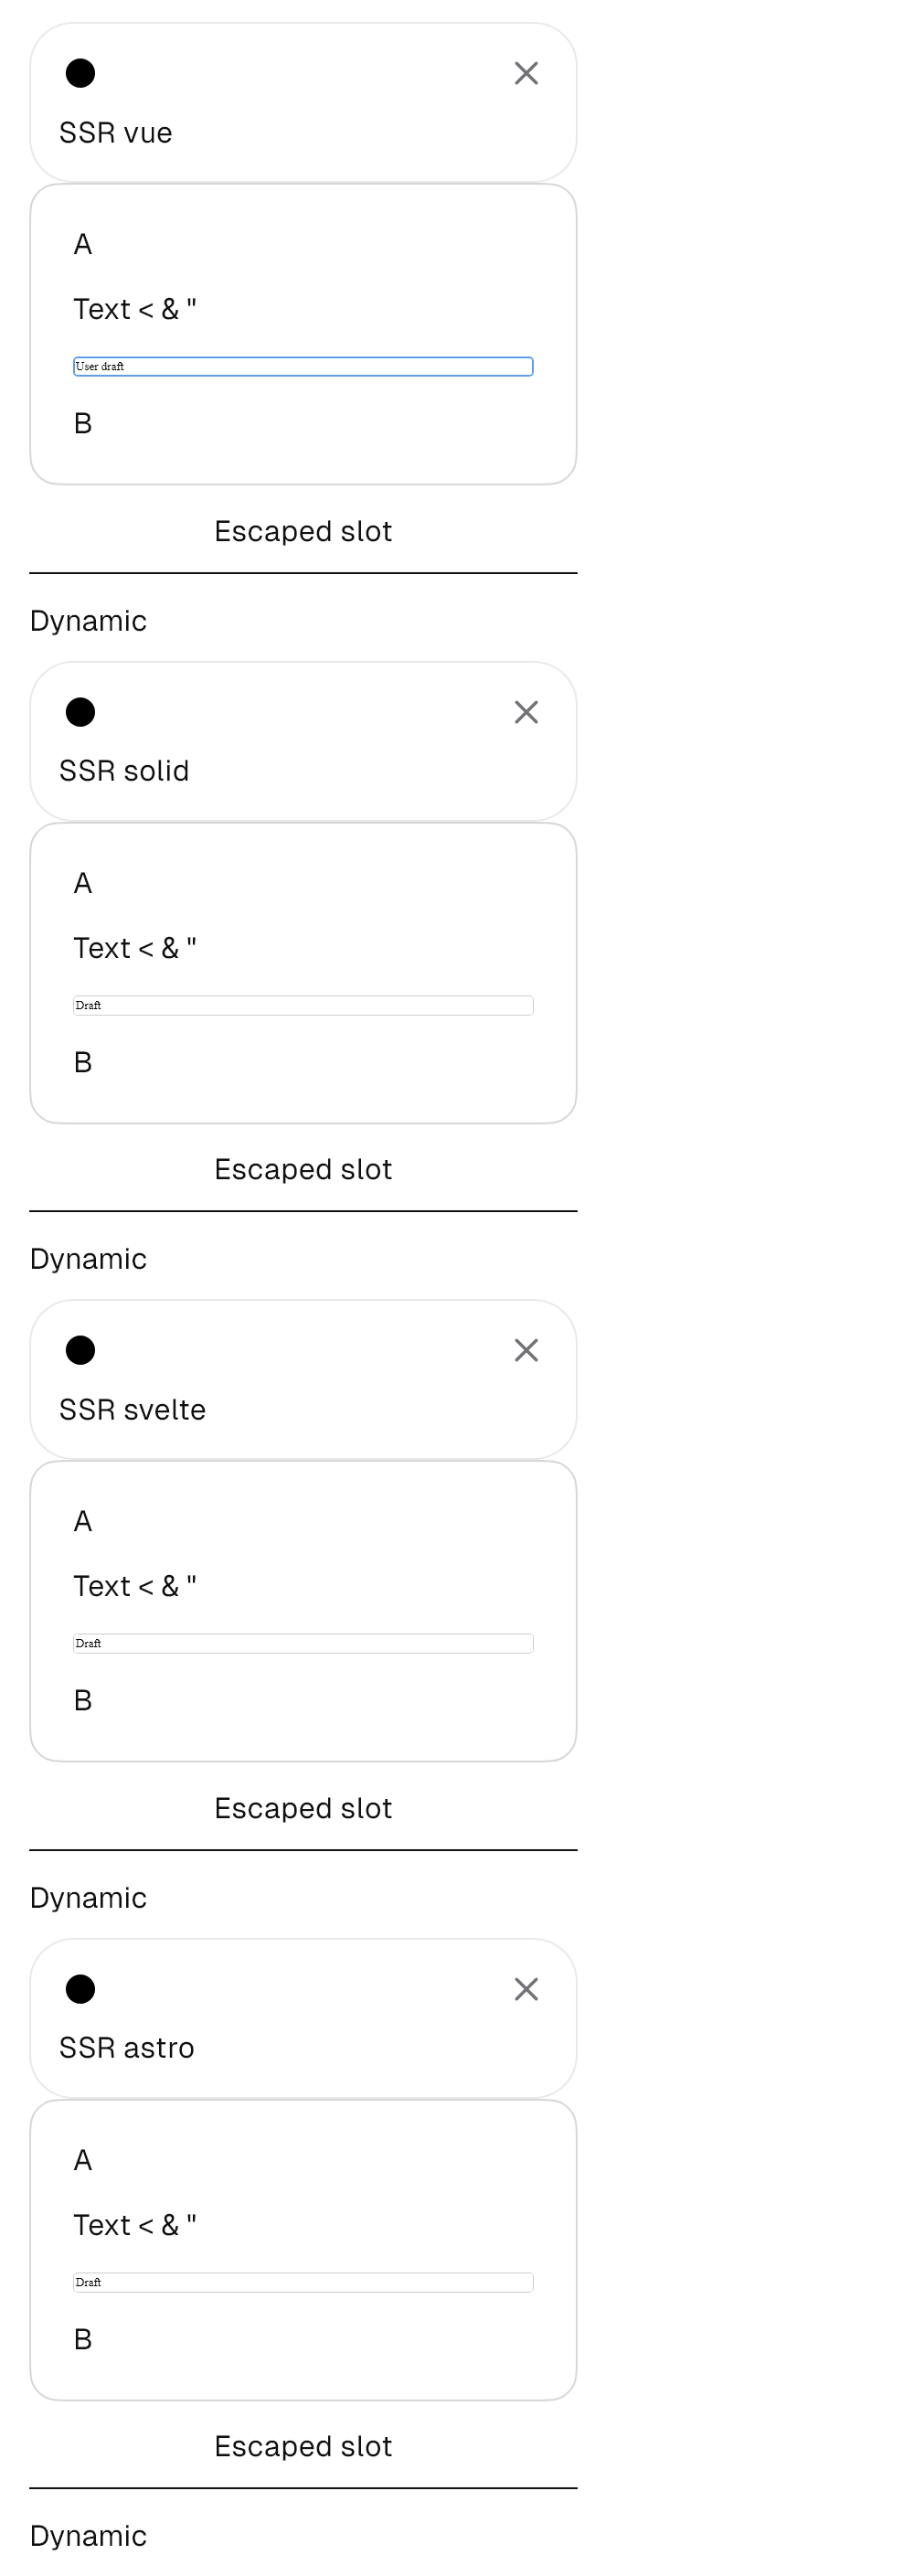 SSR vue
A
Text < & "
User draft
B
Escaped slot
Dynamic
SSR solid
A
Text < & "
Draft
B
Escaped slot
Dynamic
SSR svelte
A
Text < & "
Draft
B
Escaped slot
Dynamic
SSR astro
A
Text < & "
Draft
B
Escaped slot
Dynamic